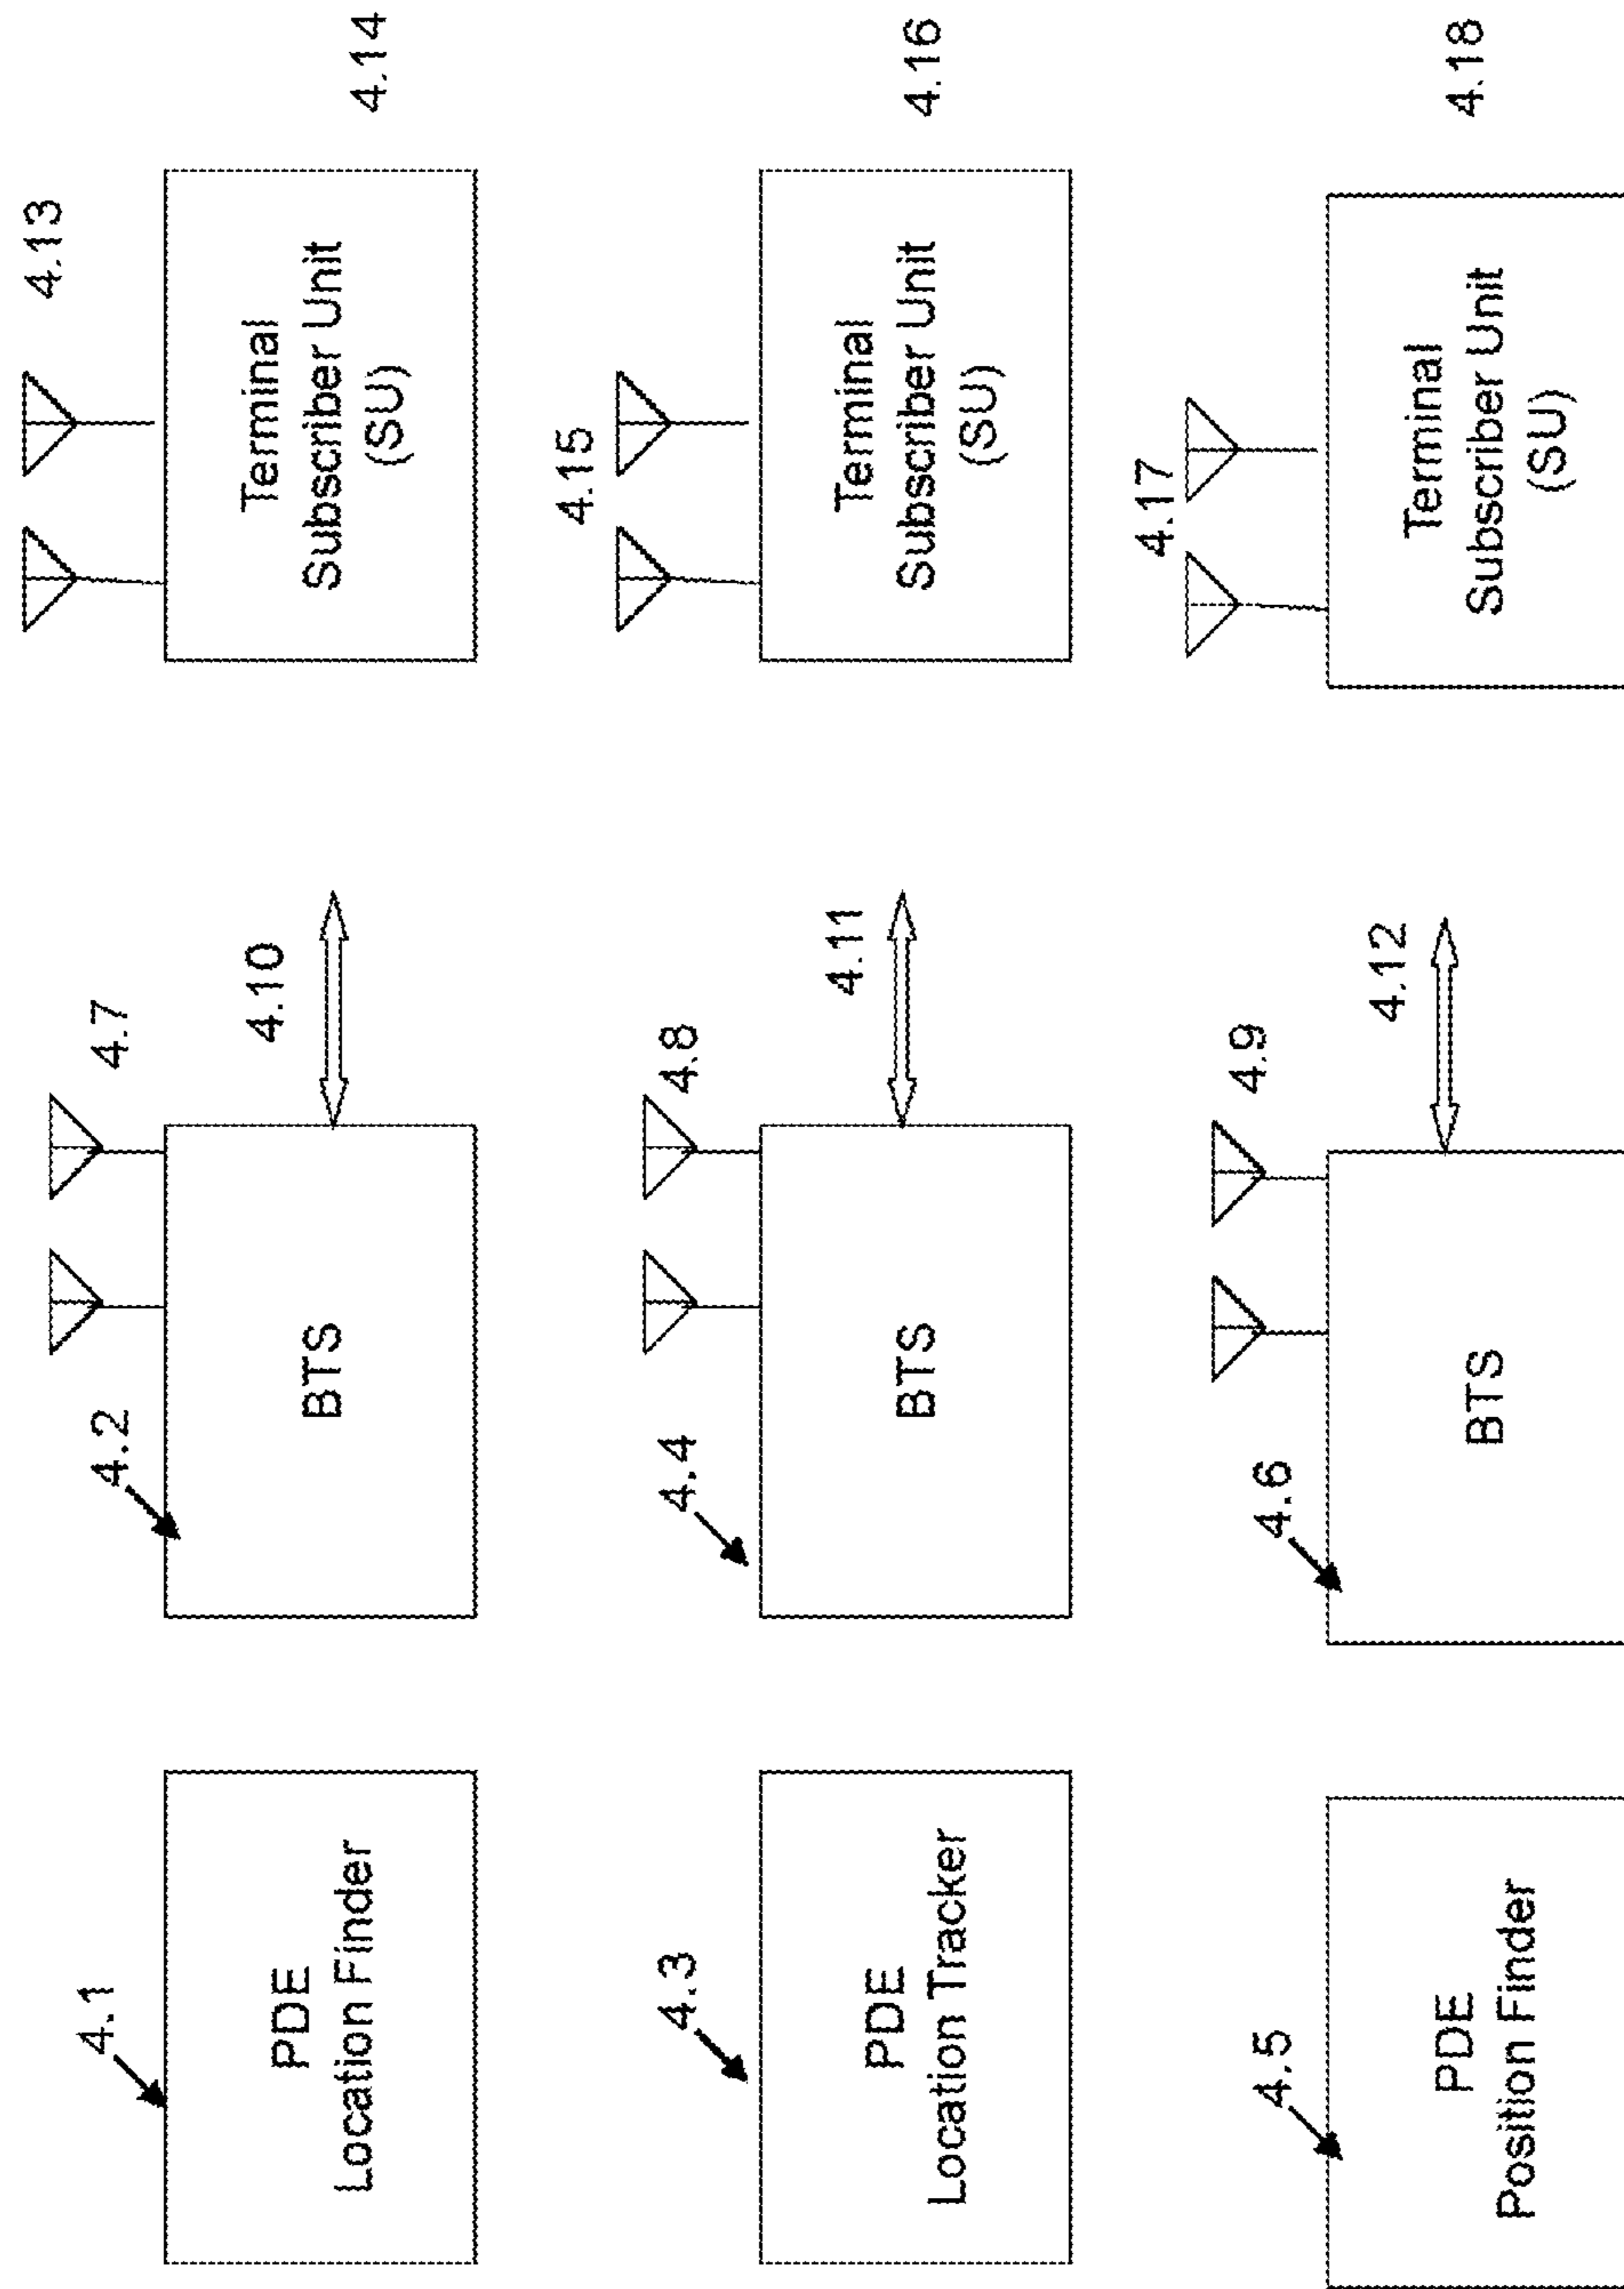 4.1
PDE
Location Finder
4.2
BTS
4.7
4.10
4.13
Terminal
Subscriber Unit
(SU)
4.14
4.3
PDE
Location Tracker
4.4
BTS
4.8
4.11
4.15
Terminal
Subscriber Unit
(SU)
4.16
4.5
PDE
Position Finder
4.6
BTS
4.9
4.12
4.17
Terminal
Subscriber Unit
(SU)
4.18